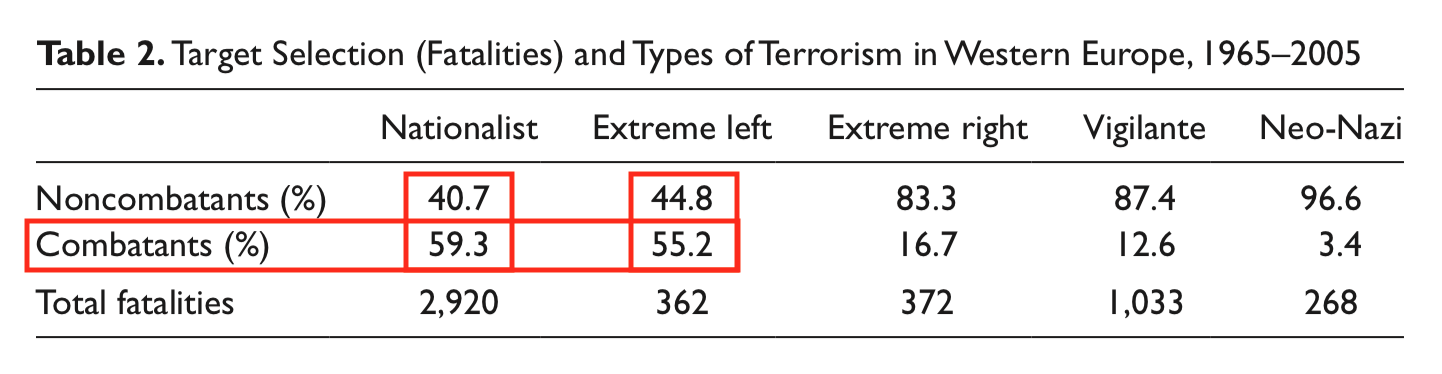 Table 2. Target Selection (Fatalities) and Types of Terrorism in Western Europe, 1965–2005
Nationalist Extreme left Extreme right Vigilante Neo-Nazi
Noncombatants (%) 40.7 44.8 83.3 87.4 96.6
Combatants (%) 59.3 55.2 16.7 12.6 3.4
Total fatalities 2,920 362 372 1,033 268